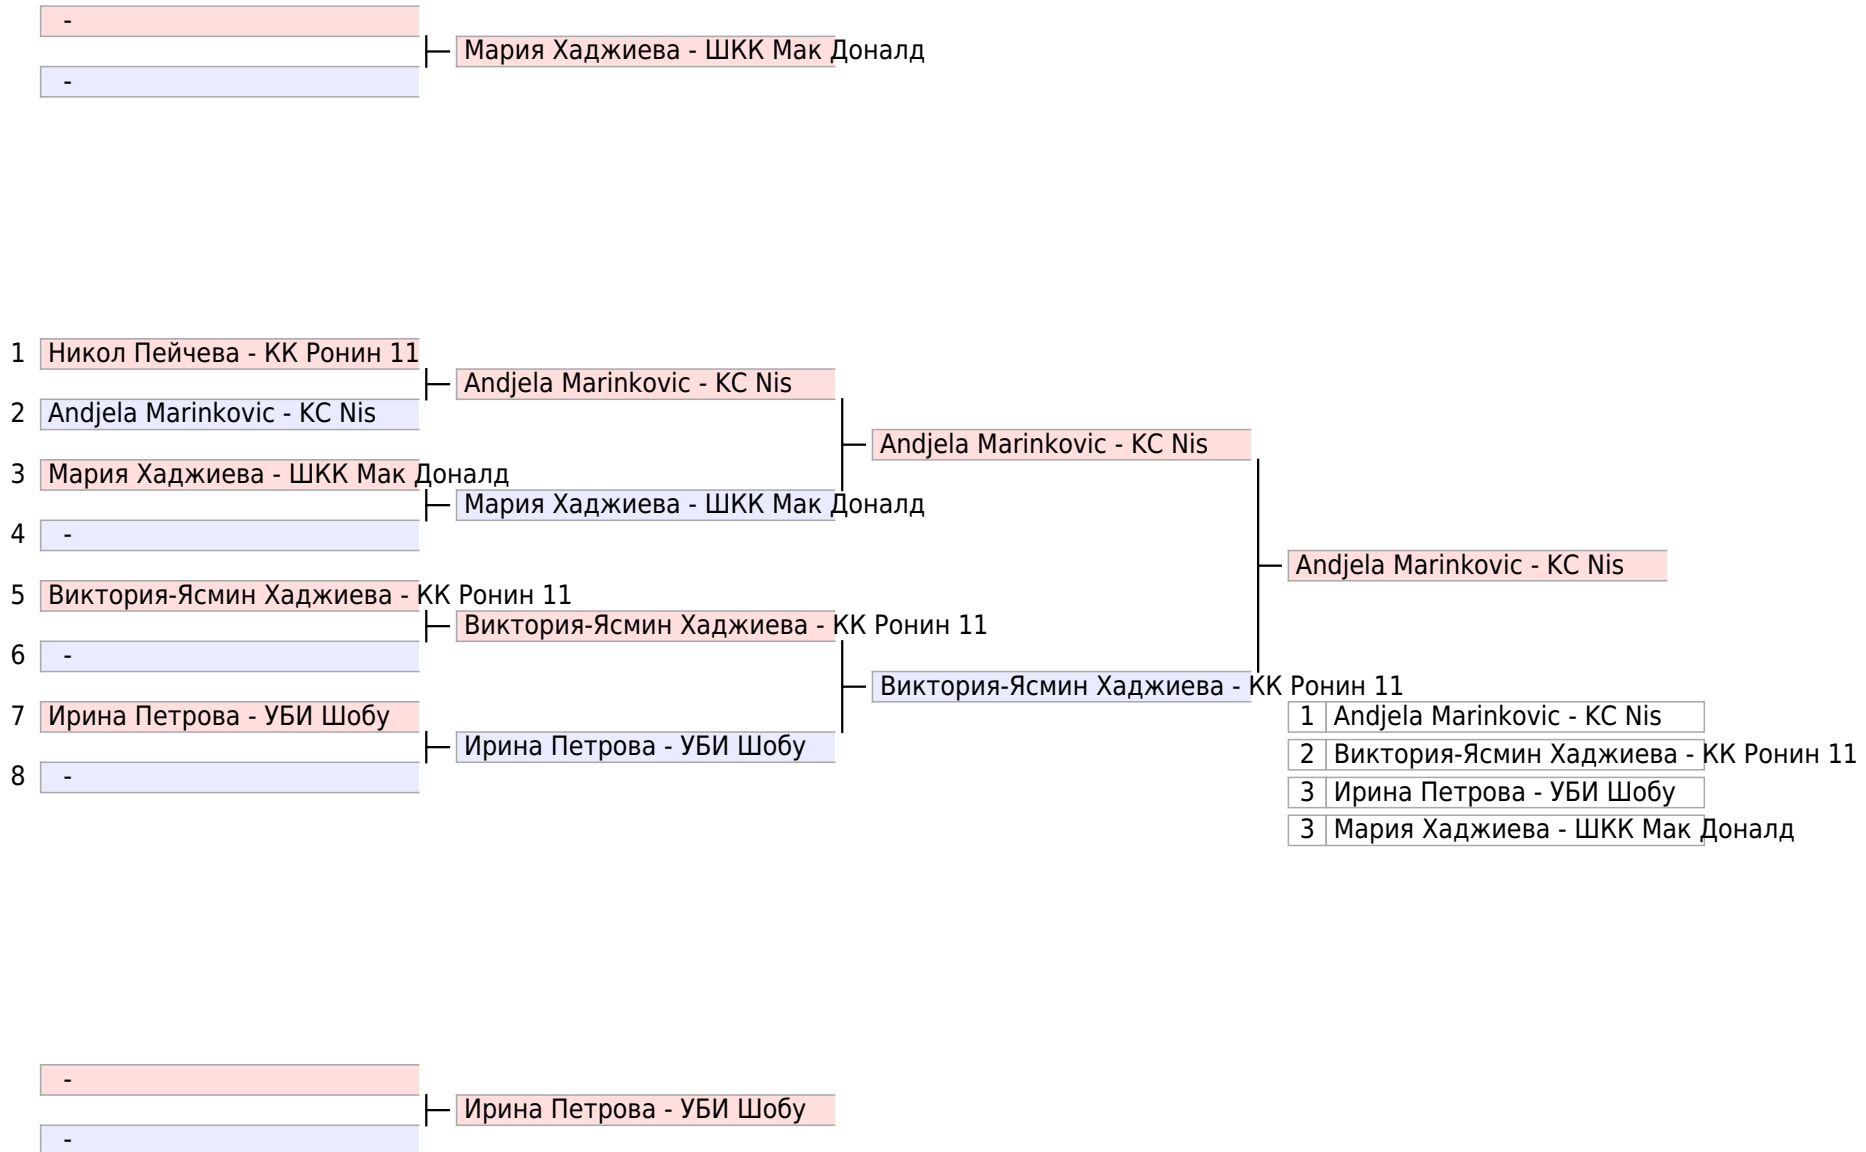 -
Мария Хаджиева - ШКК Мак Доналд
-
1 Никол Пейчева - КК Ронин 11
Andjela Marinkovic - KC Nis
2 Andjela Marinkovic - KC Nis
Andjela Marinkovic - KC Nis
3 Мария Хаджиева - ШКК Мак Доналд
Мария Хаджиева - ШКК Мак Доналд
4 -
Andjela Marinkovic - KC Nis
5 Виктория-Ясмин Хаджиева - КК Ронин 11
Виктория-Ясмин Хаджиева - КК Ронин 11
6 -
Виктория-Ясмин Хаджиева - КК Ронин 11
7 Ирина Петрова - УБИ Шобу
Ирина Петрова - УБИ Шобу
8 -
1 Andjela Marinkovic - KC Nis
2 Виктория-Ясмин Хаджиева - КК Ронин 11
3 Ирина Петрова - УБИ Шобу
3 Мария Хаджиева - ШКК Мак Доналд
-
Ирина Петрова - УБИ Шобу
-